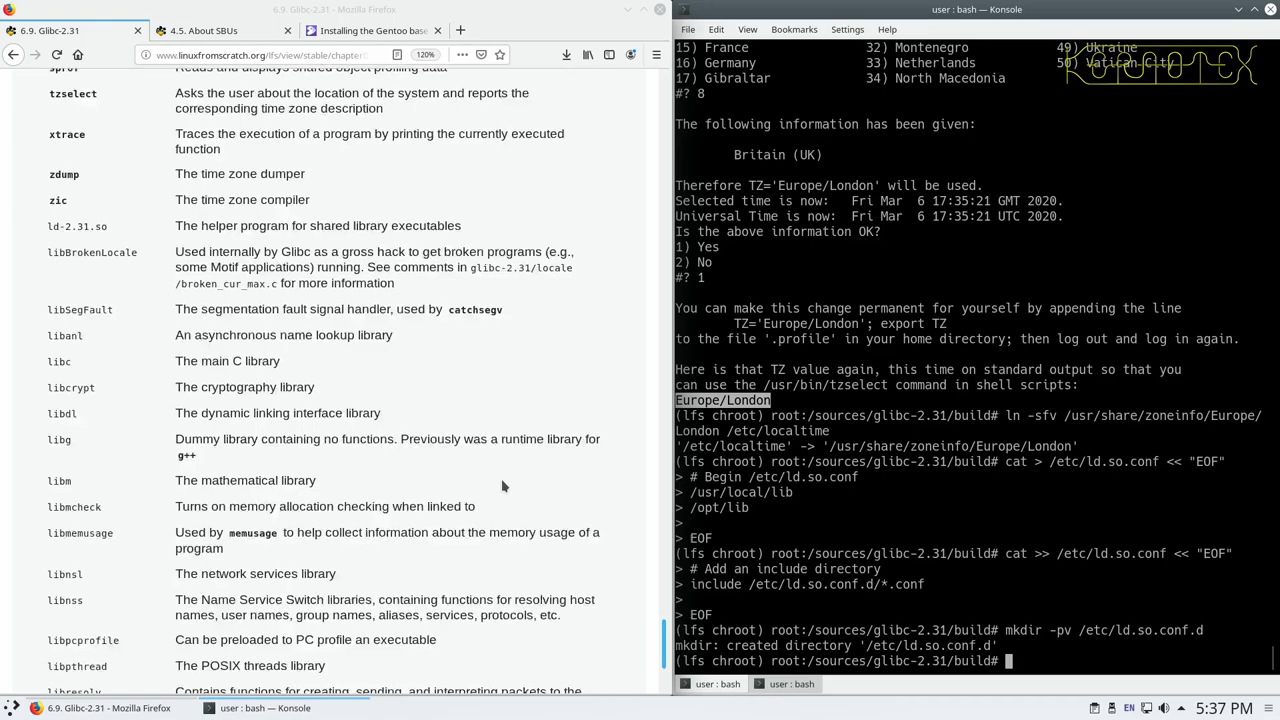 6.9. Glibc-2.31 - Mozilla Firefox
6.9. Glibc-2.31
4.5. About SBUs
Installing the Gentoo base
www.linuxfromscratch.org/lfs/view/stable/chapter
120%
sprof Reads and displays shared object profiling data
tzselect Asks the user about the location of the system and reports the
corresponding time zone description
xtrace Traces the execution of a program by printing the currently executed
function
zdump The time zone dumper
zic The time zone compiler
ld-2.31.so The helper program for shared library executables
libBrokenLocale Used internally by Glibc as a gross hack to get broken programs (e.g.,
some Motif applications) running. See comments in glibc-2.31/locale
/broken_cur_max.c for more information
libSegFault The segmentation fault signal handler, used by catchsegv
libanl An asynchronous name lookup library
libc The main C library
libcrypt The cryptography library
libdl The dynamic linking interface library
libg Dummy library containing no functions. Previously was a runtime library for
g++
libm The mathematical library
libmcheck Turns on memory allocation checking when linked to
libmemusage Used by memusage to help collect information about the memory usage of a
program
libnsl The network services library
libnss The Name Service Switch libraries, containing functions for resolving host
names, user names, group names, aliases, services, protocols, etc.
libpcprofile Can be preloaded to PC profile an executable
libpthread The POSIX threads library
libresolv Contains functions for creating, sending, and interpreting packets to the
user : bash — Konsole
File Edit View Bookmarks Settings Help
15) France 32) Montenegro 49) Ukraine
16) Germany 33) Netherlands 50) Vatican City
17) Gibraltar 34) North Macedonia
#? 8
The following information has been given:
Britain (UK)
Therefore TZ='Europe/London' will be used.
Selected time is now: Fri Mar 6 17:35:21 GMT 2020.
Universal Time is now: Fri Mar 6 17:35:21 UTC 2020.
Is the above information OK?
1) Yes
2) No
#? 1
You can make this change permanent for yourself by appending the line
TZ='Europe/London'; export TZ
to the file '.profile' in your home directory; then log out and log in again.
Here is that TZ value again, this time on standard output so that you
can use the /usr/bin/tzselect command in shell scripts:
Europe/London
(lfs chroot) root:/sources/glibc-2.31/build# ln -sfv /usr/share/zoneinfo/Europe/
London /etc/localtime
'/etc/localtime' -> '/usr/share/zoneinfo/Europe/London'
(lfs chroot) root:/sources/glibc-2.31/build# cat > /etc/ld.so.conf << "EOF"
> # Begin /etc/ld.so.conf
> /usr/local/lib
> /opt/lib
>
> EOF
(lfs chroot) root:/sources/glibc-2.31/build# cat >> /etc/ld.so.conf << "EOF"
> # Add an include directory
> include /etc/ld.so.conf.d/*.conf
>
> EOF
(lfs chroot) root:/sources/glibc-2.31/build# mkdir -pv /etc/ld.so.conf.d
mkdir: created directory '/etc/ld.so.conf.d'
(lfs chroot) root:/sources/glibc-2.31/build#
user : bash
user : bash
6.9. Glibc-2.31 - Mozilla Firefox
user : bash — Konsole
EN
5:37 PM